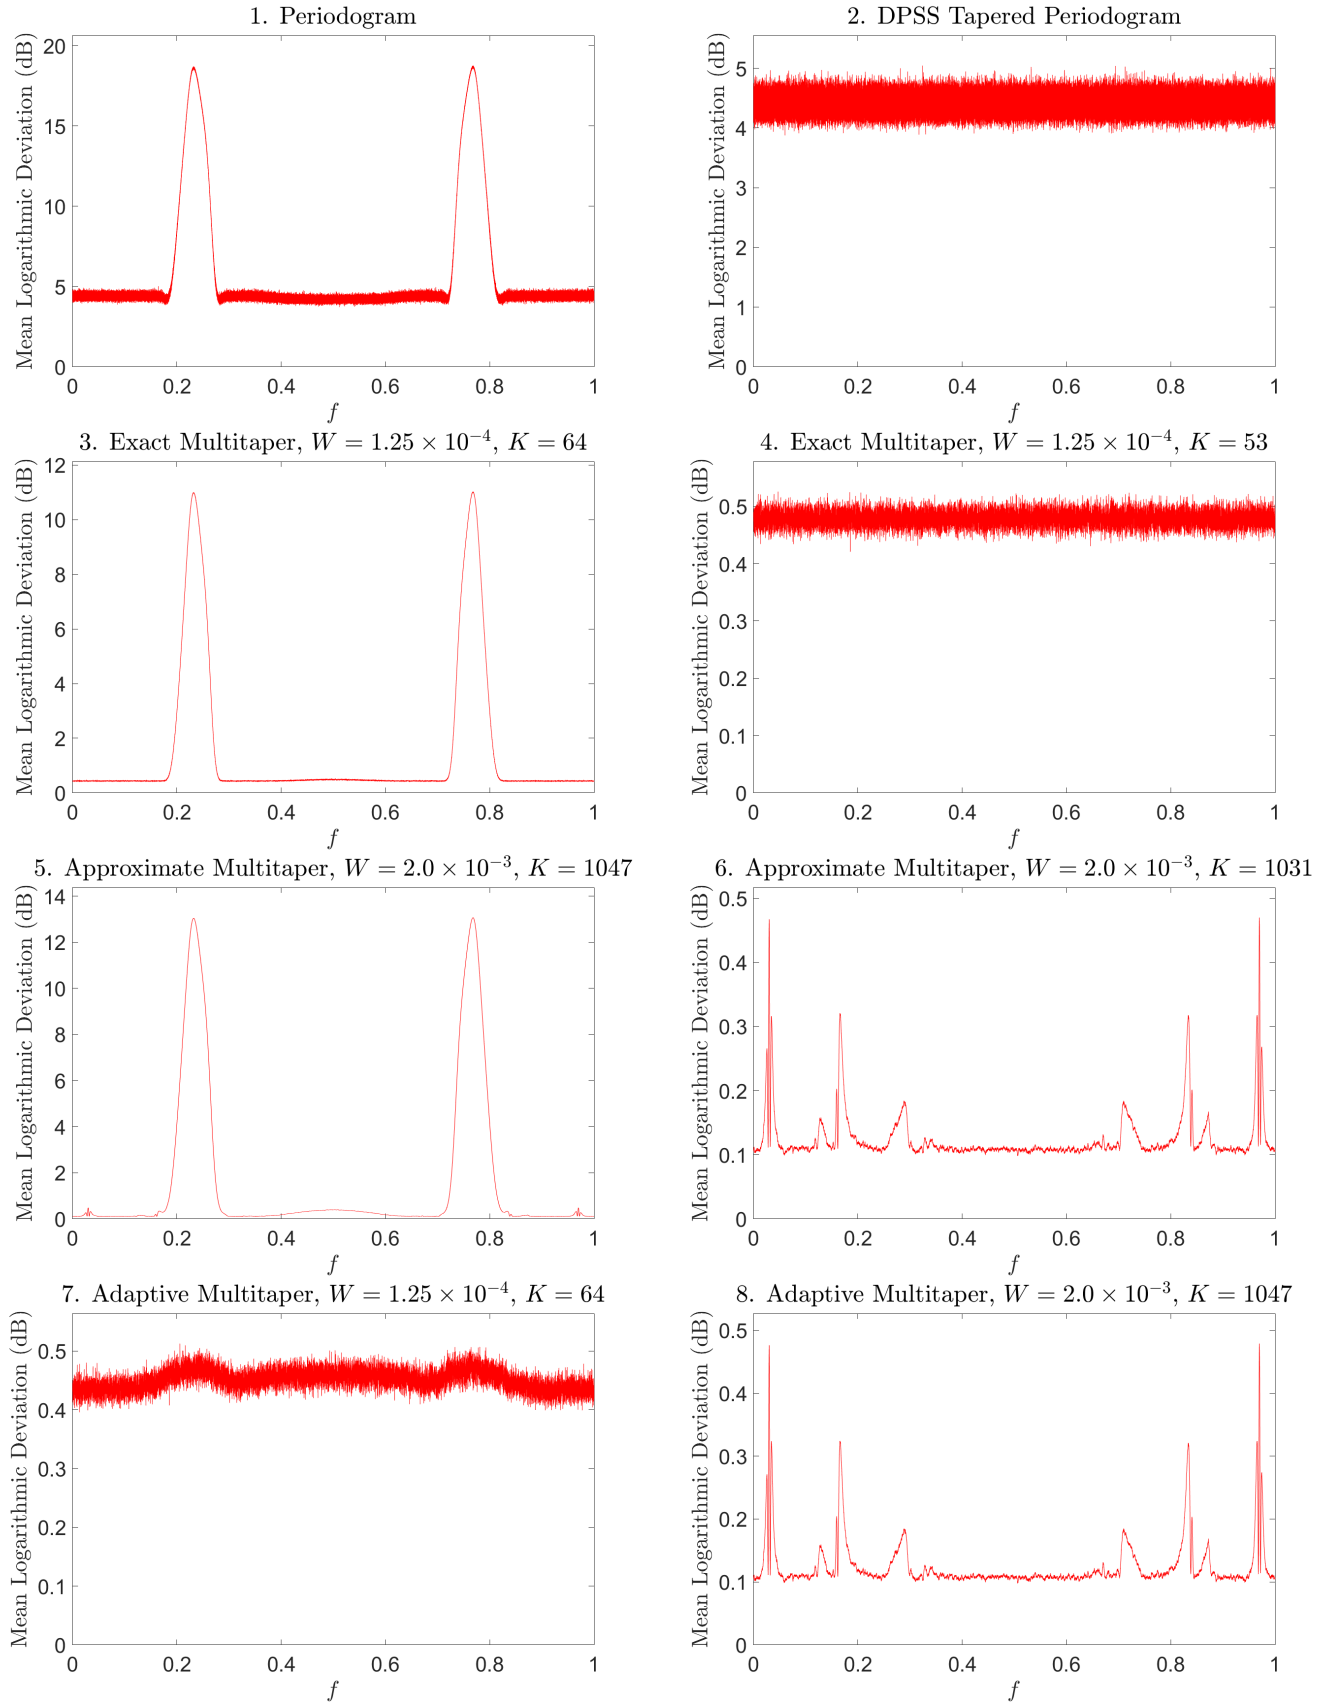 1. Periodogram
Mean Logarithmic Deviation (dB)
20
15
10
5
0
0 0.2 0.4 0.6 0.8 1
f
2. DPSS Tapered Periodogram
Mean Logarithmic Deviation (dB)
5
4
3
2
1
0
0 0.2 0.4 0.6 0.8 1
f
3. Exact Multitaper, W = 1.25 × 10⁻⁴, K = 64
Mean Logarithmic Deviation (dB)
12
10
8
6
4
2
0
0 0.2 0.4 0.6 0.8 1
f
4. Exact Multitaper, W = 1.25 × 10⁻⁴, K = 53
Mean Logarithmic Deviation (dB)
0.5
0.4
0.3
0.2
0.1
0
0 0.2 0.4 0.6 0.8 1
f
5. Approximate Multitaper, W = 2.0 × 10⁻³, K = 1047
Mean Logarithmic Deviation (dB)
14
12
10
8
6
4
2
0
0 0.2 0.4 0.6 0.8 1
f
6. Approximate Multitaper, W = 2.0 × 10⁻³, K = 1031
Mean Logarithmic Deviation (dB)
0.5
0.4
0.3
0.2
0.1
0
0 0.2 0.4 0.6 0.8 1
f
7. Adaptive Multitaper, W = 1.25 × 10⁻⁴, K = 64
Mean Logarithmic Deviation (dB)
0.5
0.4
0.3
0.2
0.1
0
0 0.2 0.4 0.6 0.8 1
f
8. Adaptive Multitaper, W = 2.0 × 10⁻³, K = 1047
Mean Logarithmic Deviation (dB)
0.5
0.4
0.3
0.2
0.1
0
0 0.2 0.4 0.6 0.8 1
f